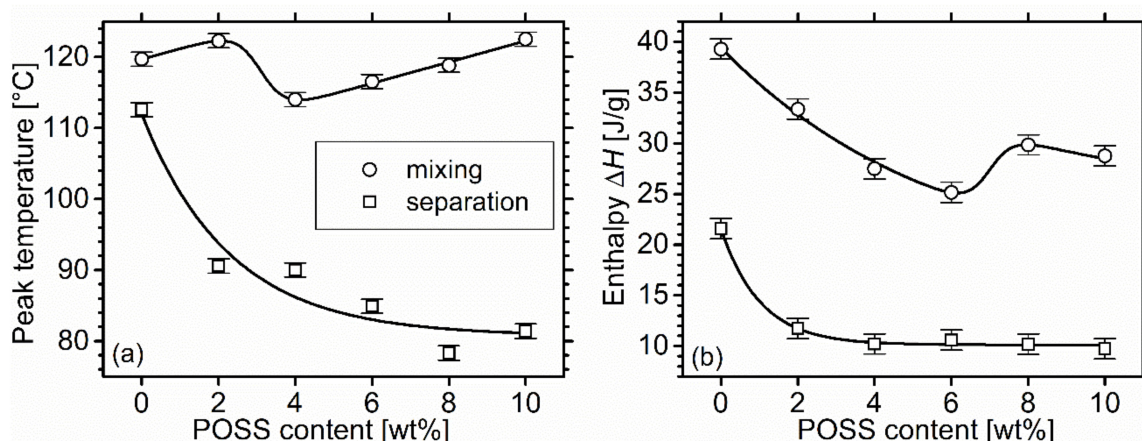 Peak temperature [°C]
120
110
100
90
80
mixing
separation
(a)
0 2 4 6 8 10
POSS content [wt%]
Enthalpy ΔH [J/g]
40
35
30
25
20
15
10
(b)
0 2 4 6 8 10
POSS content [wt%]